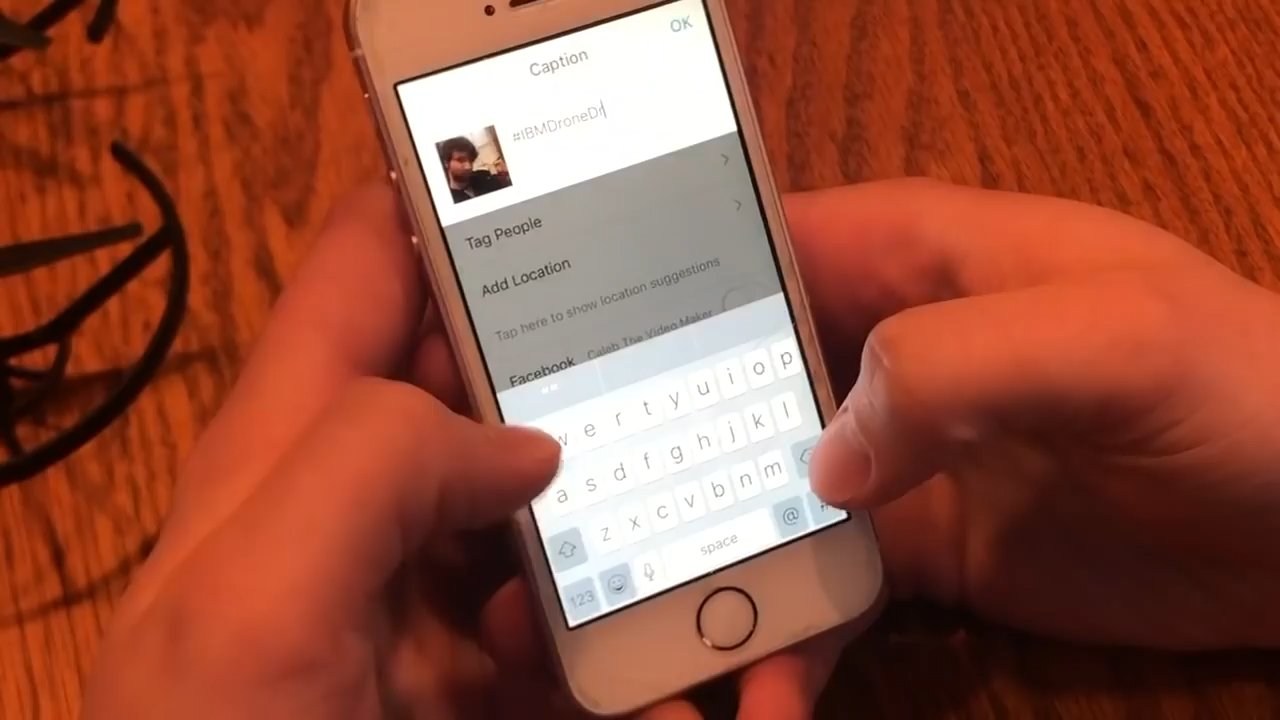 OK
Caption
#IBMDroneDr
Tag People
Add Location
Tap here to show location suggestions
Facebook Caleb The Video Maker
w e r t y u i o p
a s d f g h j k l
z x c v b n m
123 space @ #